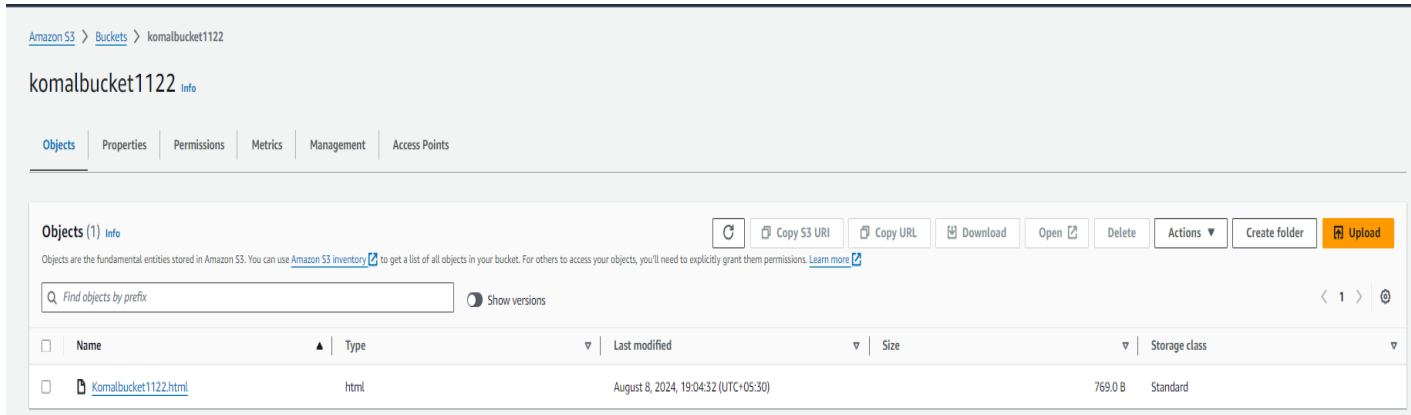 Amazon S3 > Buckets > komalbucket1122
komalbucket1122 Info
Objects Properties Permissions Metrics Management Access Points
Objects (1) Info Copy S3 URI Copy URL Download Open Delete Actions ▼ Create folder Upload
Objects are the fundamental entities stored in Amazon S3. You can use Amazon S3 inventory to get a list of all objects in your bucket. For others to access your objects, you'll need to explicitly grant them permissions. Learn more
Find objects by prefix Show versions < 1 >
Name Type Last modified Size Storage class
Komalbucket1122.html html August 8, 2024, 19:04:32 (UTC+05:30) 769.0 B Standard